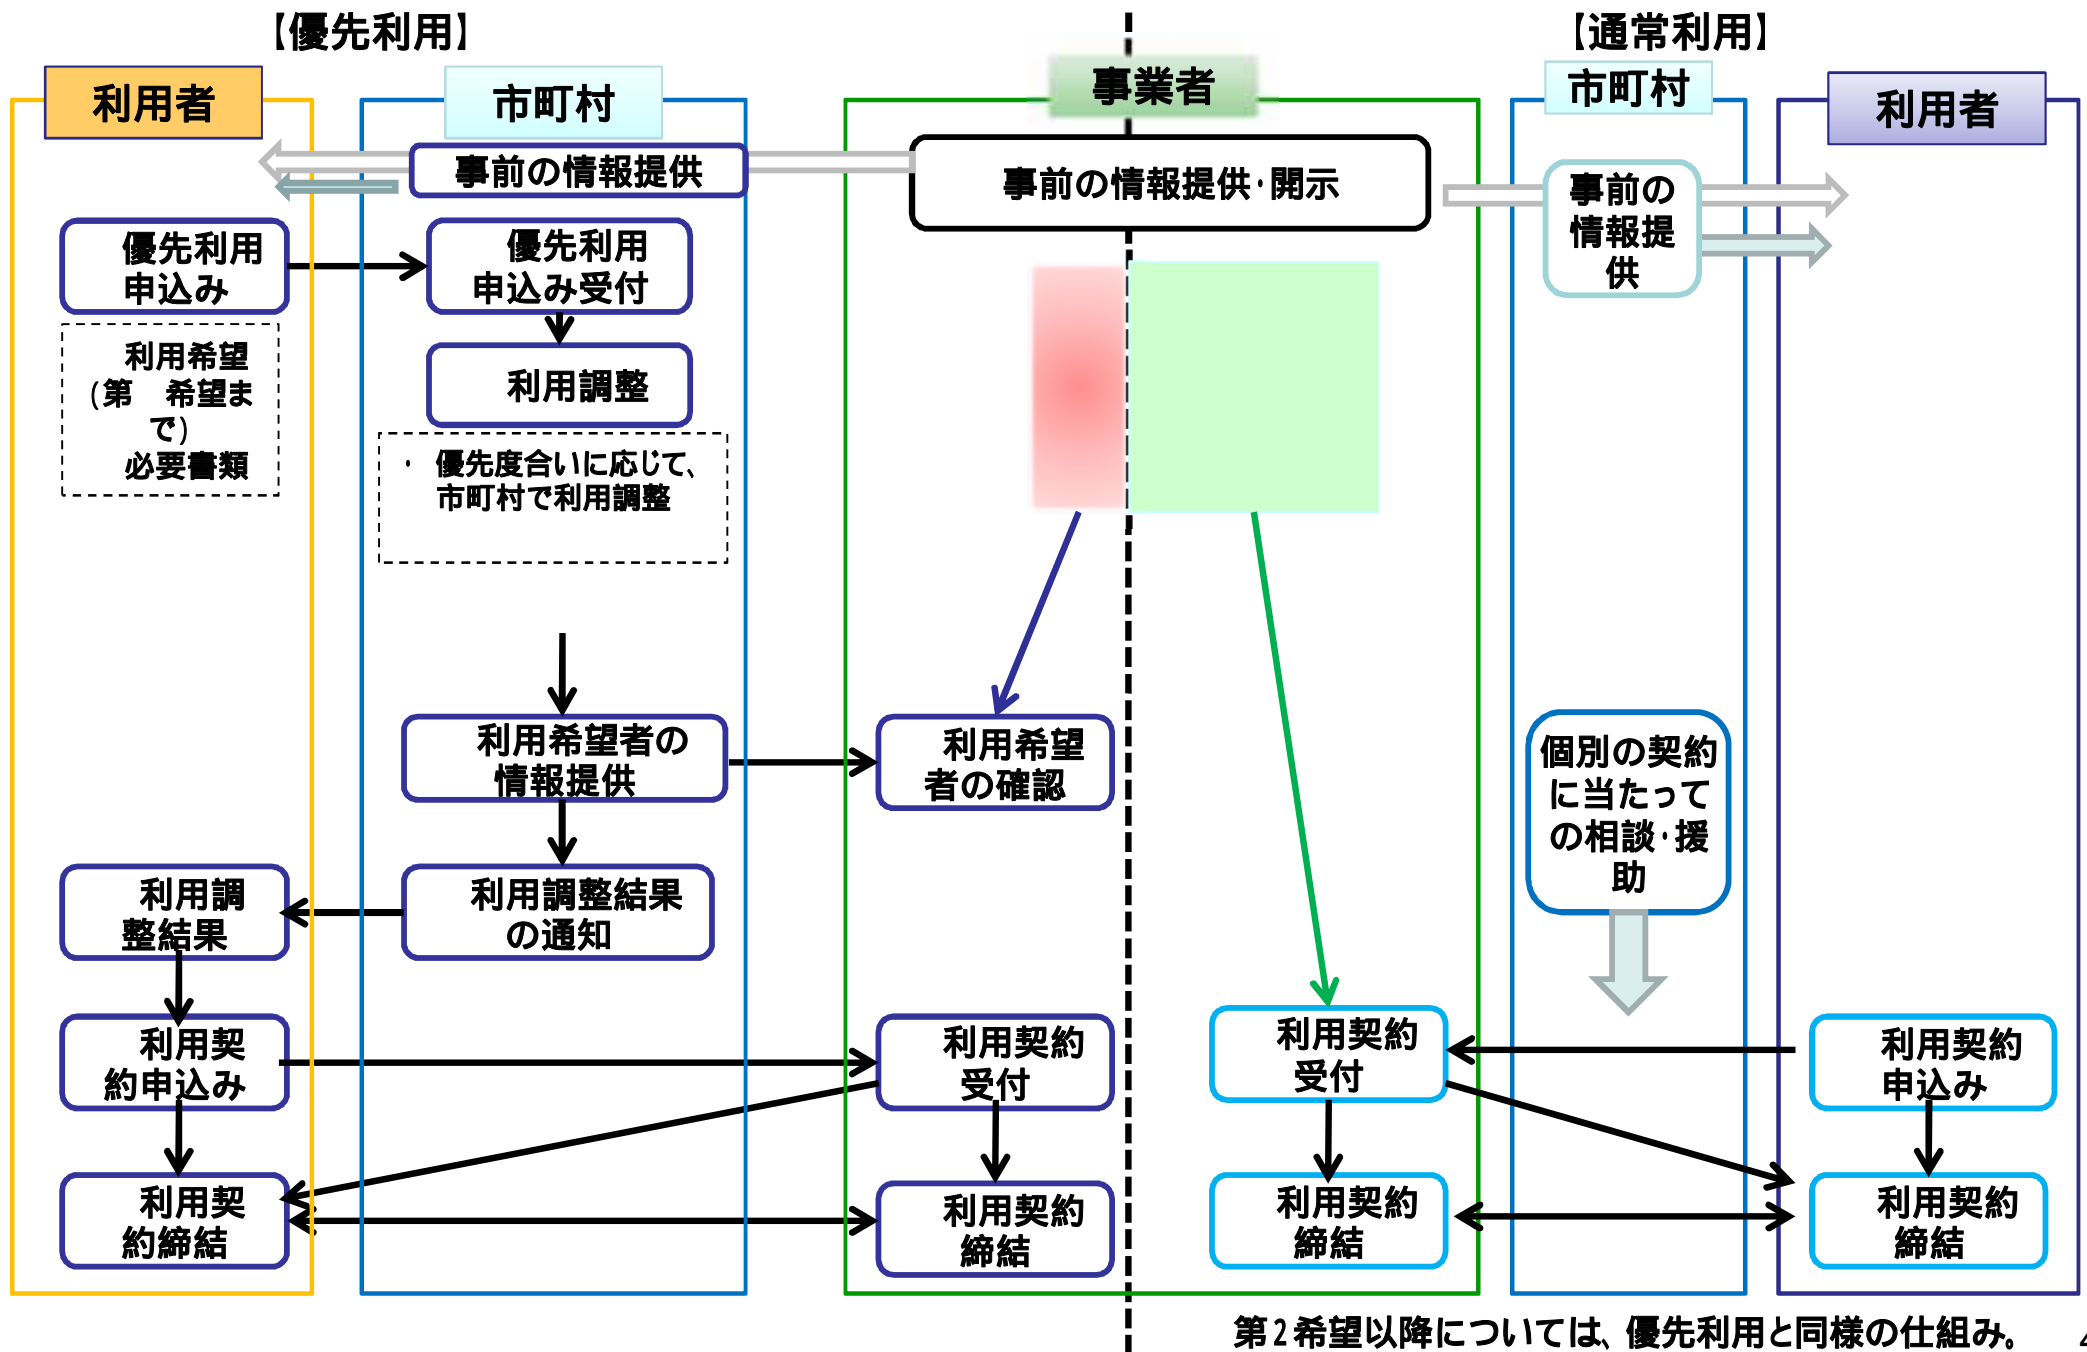 【優先利用】
【通常利用】
利用者
市町村
事業者
市町村
利用者
事前の情報提供
事前の情報提供・開示
事前の
情報提
供
優先利用
申込み
優先利用
申込み受付
利用希望
(第　希望ま
で)
必要書類
利用調整
・ 優先度合いに応じて、
市町村で利用調整
利用希望者の
情報提供
利用希望
者の確認
個別の契約
に当たって
の相談・援
助
利用調
整結果
利用調整結果
の通知
利用契
約申込み
利用契約
受付
利用契約
受付
利用契約
申込み
利用契
約締結
利用契約
締結
利用契約
締結
利用契約
締結
第2希望以降については、優先利用と同様の仕組み。